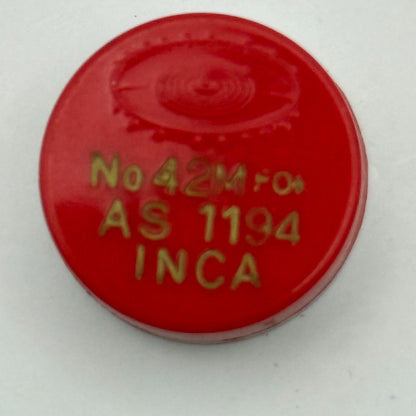 No 42M FOR
AS 1194
INCA